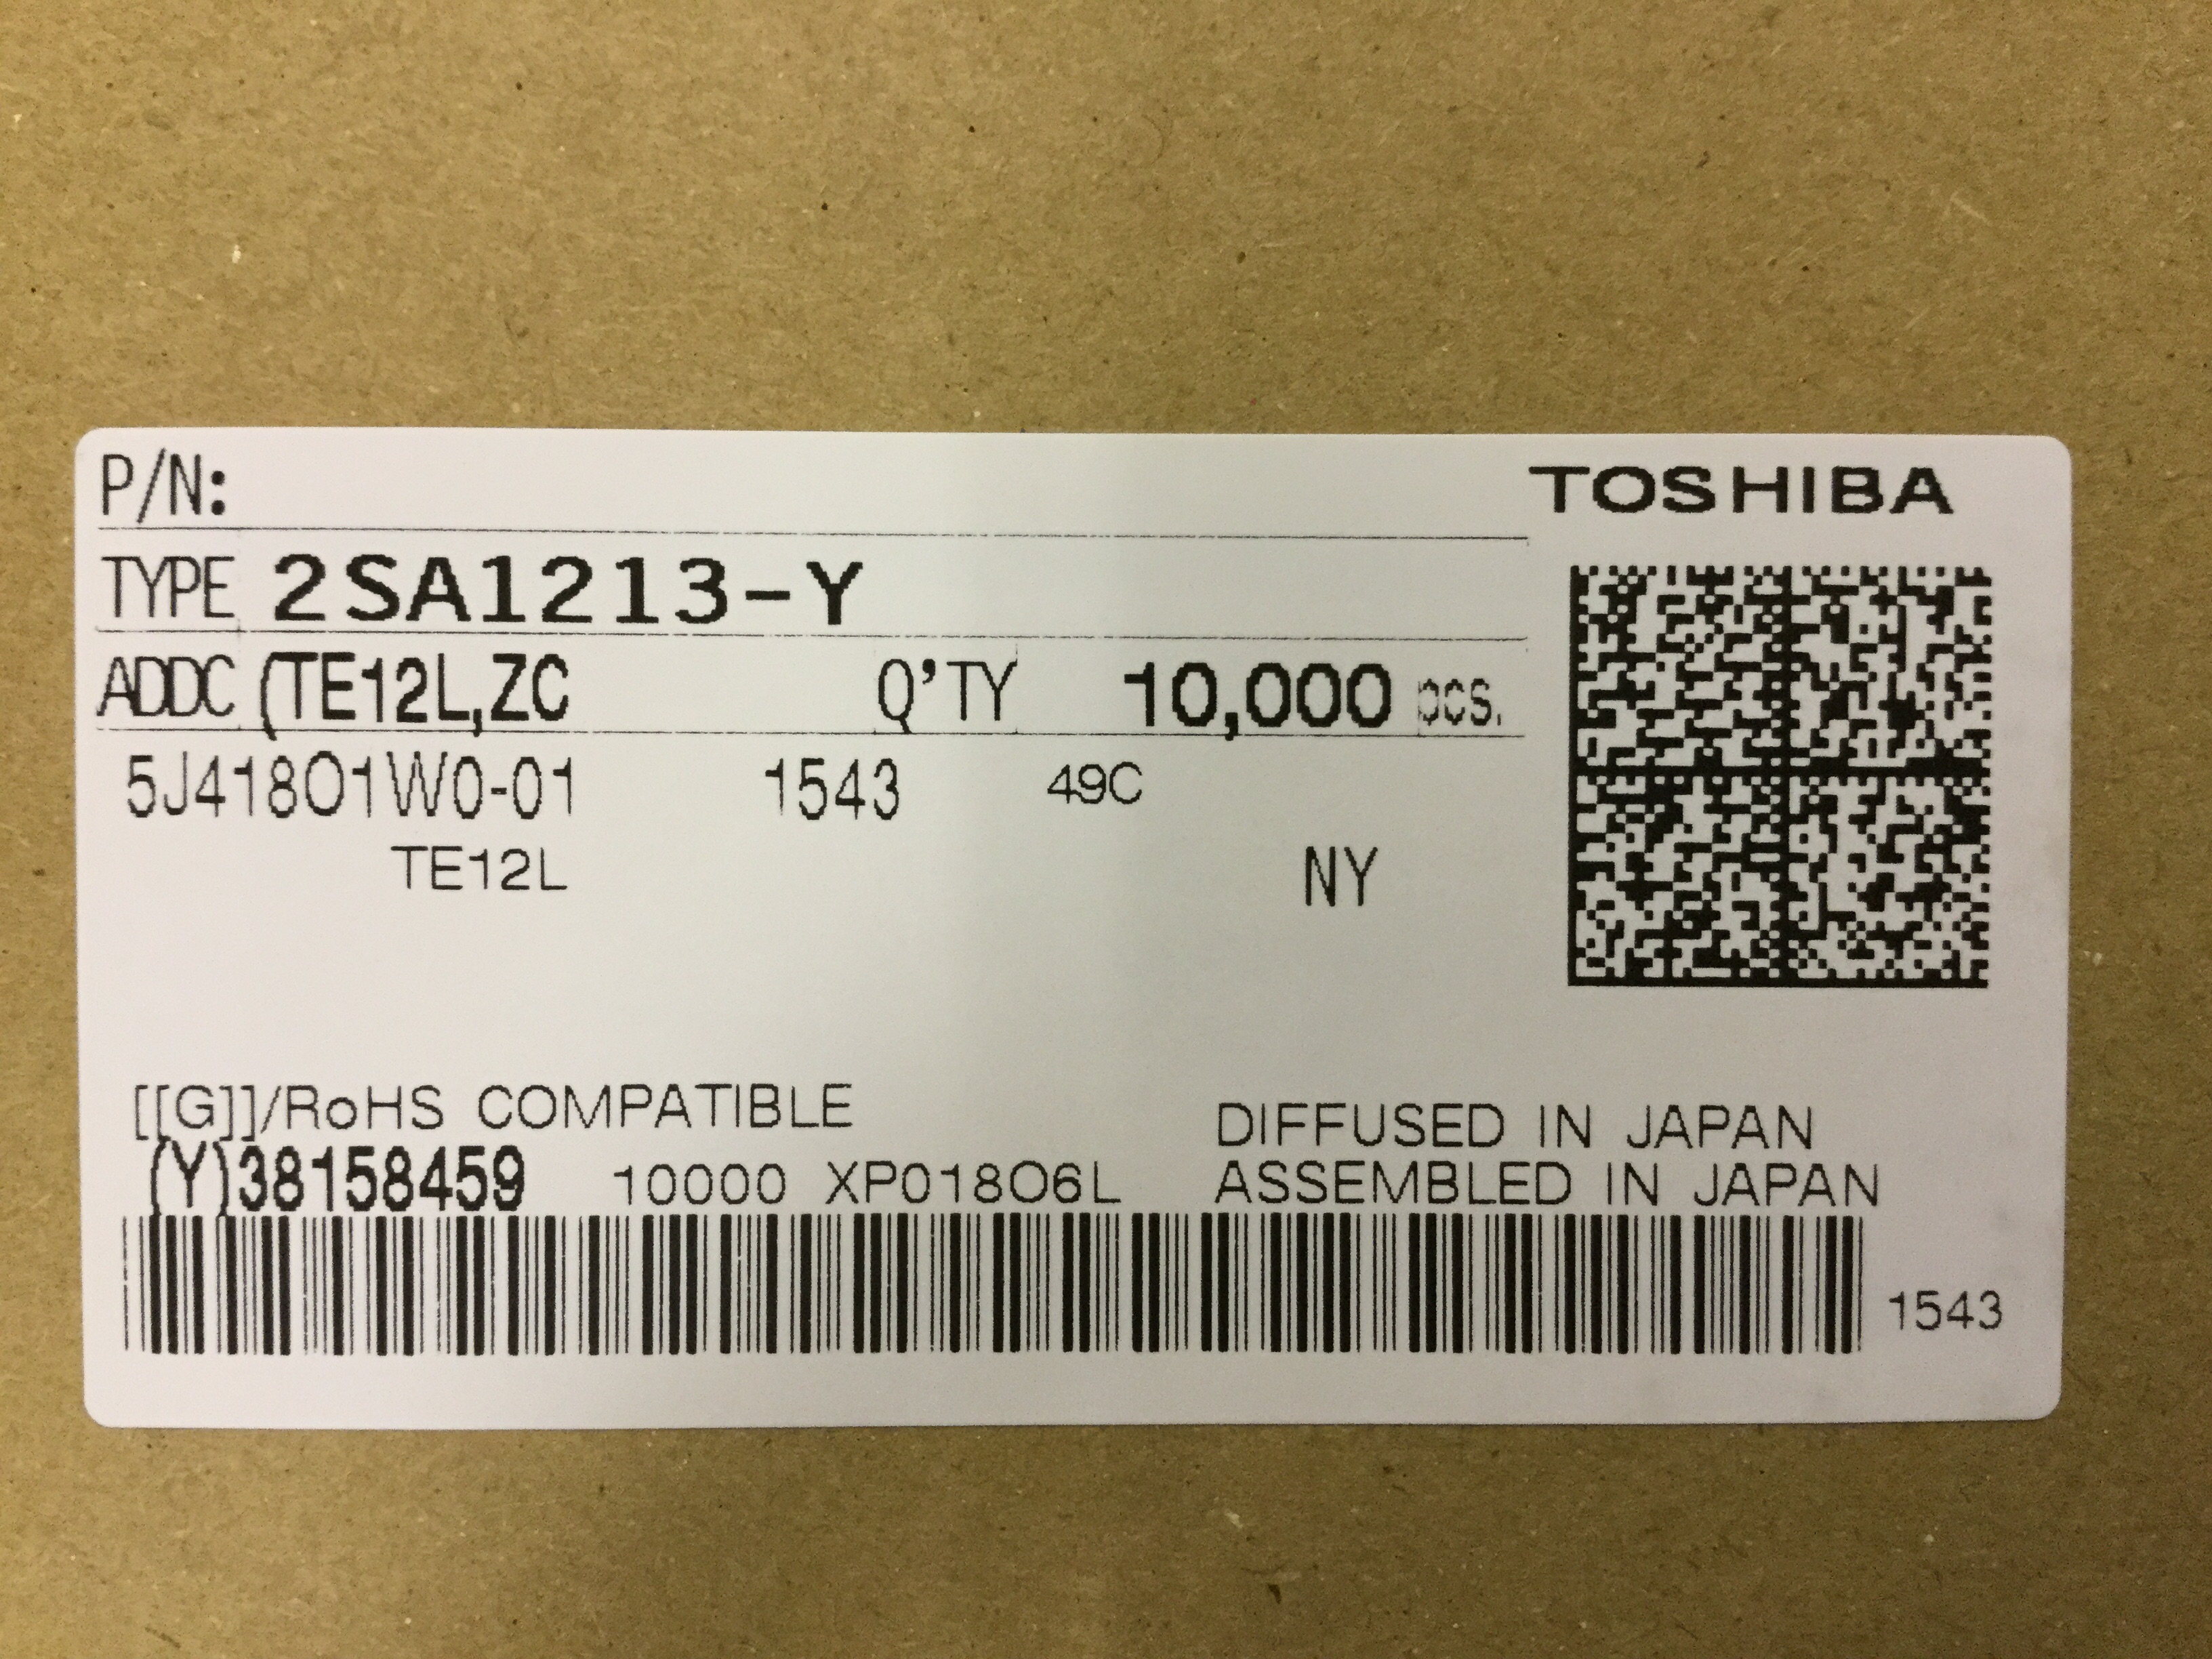 P/N:
TOSHIBA
TYPE 2SA1213-Y
ADDC (TE12L,ZC Q'TY 10,000 pcs.
5J418O1W0-01 1543 49C
TE12L NY
[[G]]/RoHS COMPATIBLE
DIFFUSED IN JAPAN
(Y)38158459 10000 XP018O6L ASSEMBLED IN JAPAN
1543